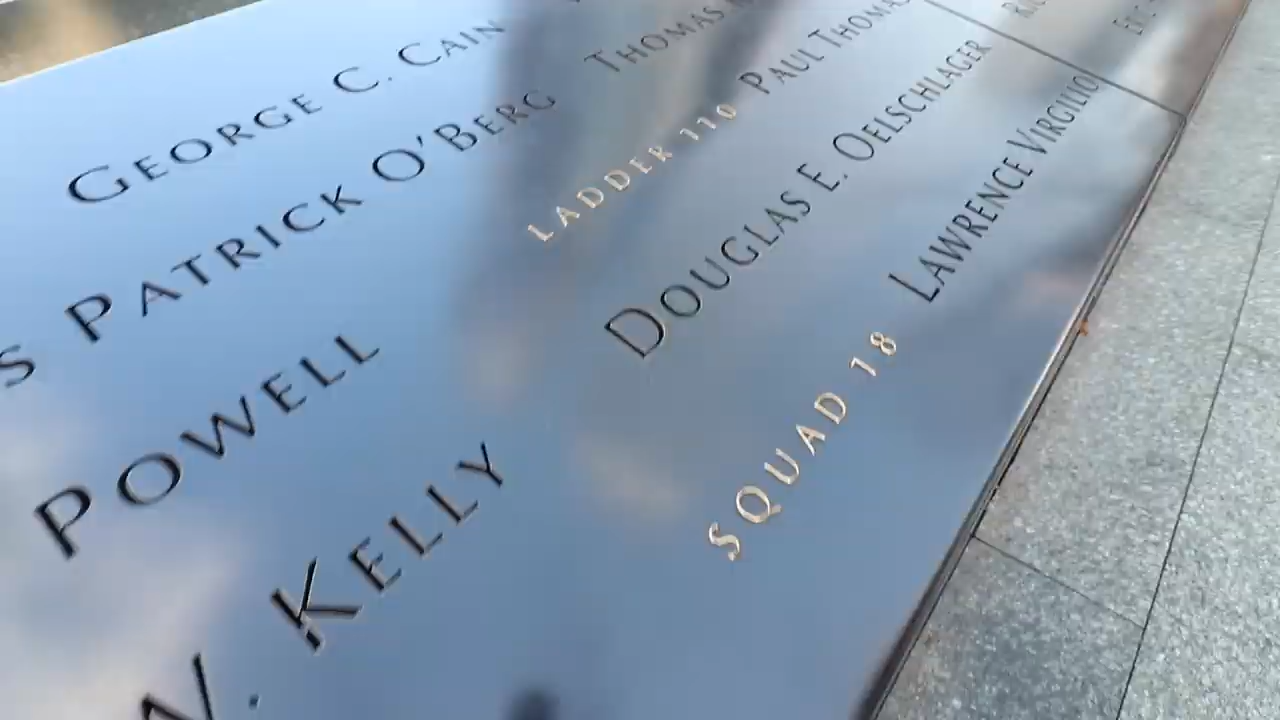 GEORGE C. CAIN
PATRICK O'BERG THOMAS
POWELL LADDER 110 PAUL THOMAS
KELLY DOUGLAS E. OELSCHLAGER
SQUAD 18 LAWRENCE VIRGILIO